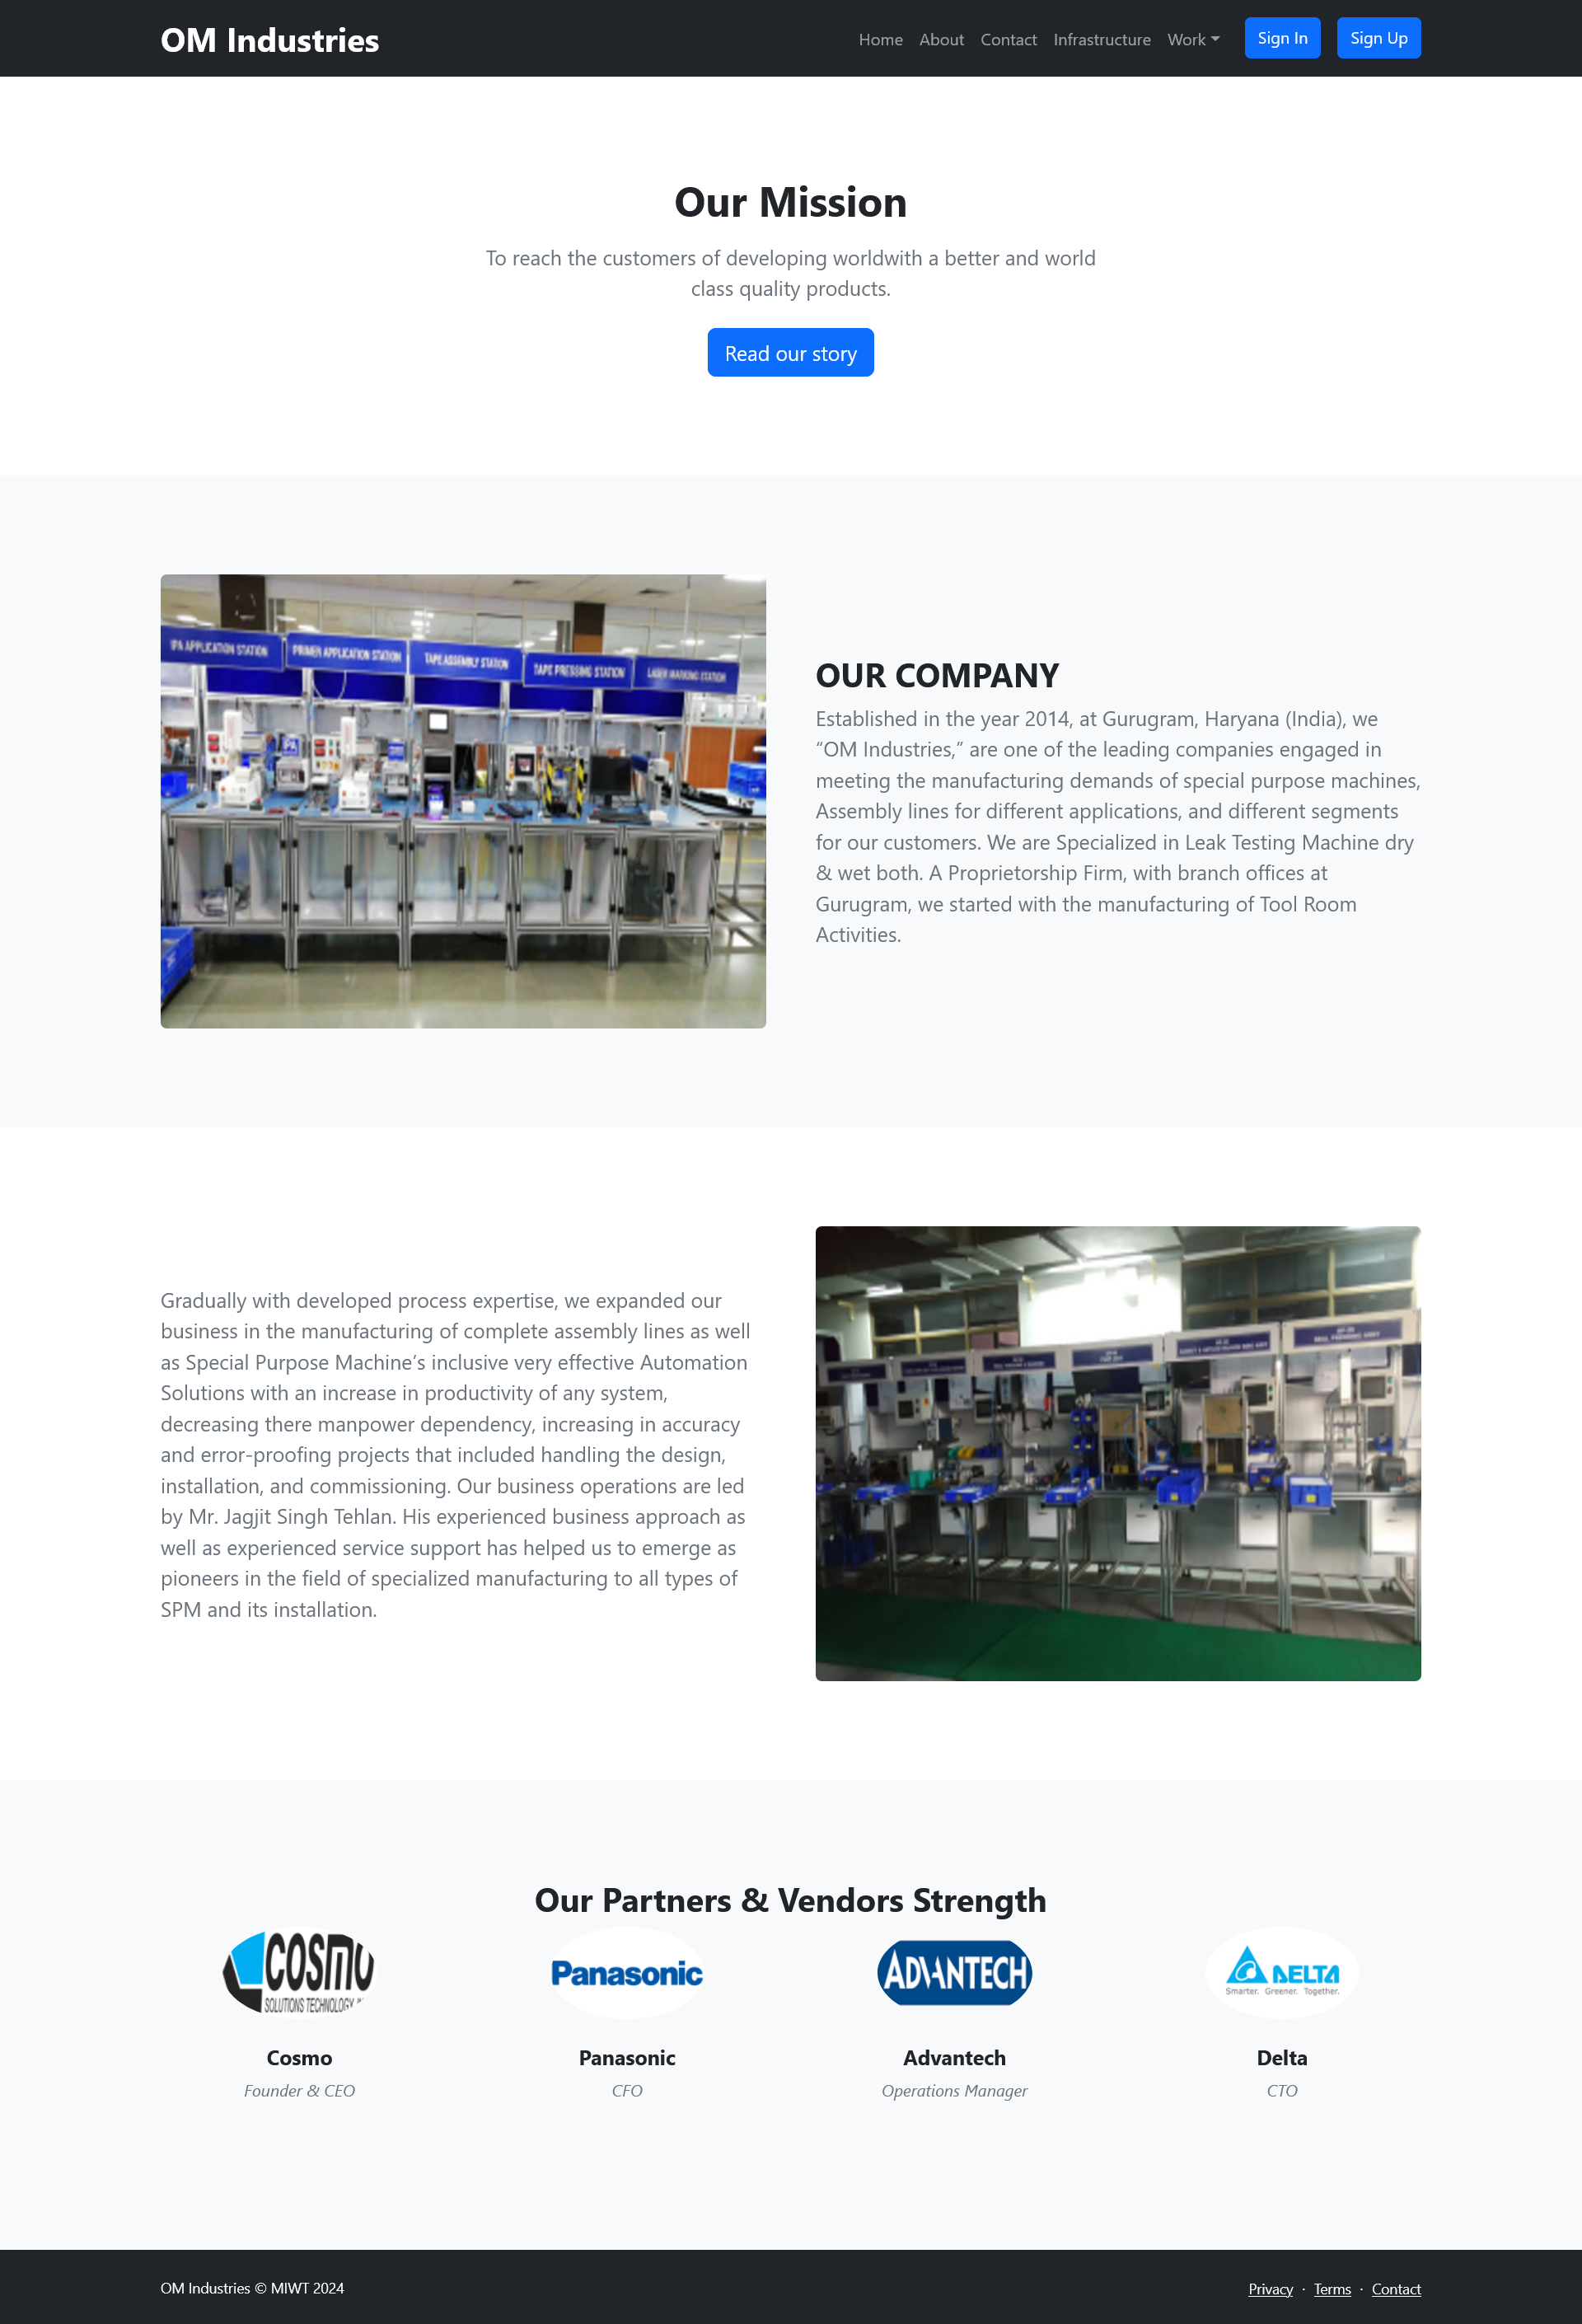 OM Industries
Home About Contact Infrastructure Work Sign In Sign Up
Our Mission
To reach the customers of developing worldwith a better and world
class quality products.
Read our story
IPA APPLICATION STATION PRIMER APPLICATION STATION TAPE ASSEMBLY STATION TAPE PRESSING STATION LASER MARKING STATION
OUR COMPANY
Established in the year 2014, at Gurugram, Haryana (India), we
“OM Industries,” are one of the leading companies engaged in
meeting the manufacturing demands of special purpose machines,
Assembly lines for different applications, and different segments
for our customers. We are Specialized in Leak Testing Machine dry
& wet both. A Proprietorship Firm, with branch offices at
Gurugram, we started with the manufacturing of Tool Room
Activities.
Gradually with developed process expertise, we expanded our
business in the manufacturing of complete assembly lines as well
as Special Purpose Machine’s inclusive very effective Automation
Solutions with an increase in productivity of any system,
decreasing there manpower dependency, increasing in accuracy
and error-proofing projects that included handling the design,
installation, and commissioning. Our business operations are led
by Mr. Jagjit Singh Tehlan. His experienced business approach as
well as experienced service support has helped us to emerge as
pioneers in the field of specialized manufacturing to all types of
SPM and its installation.
Our Partners & Vendors Strength
COSMO
SOLUTIONS TECHNOLOGY,
Panasonic
ADVANTECH
DELTA
Smarter. Greener. Together.
Cosmo Panasonic Advantech Delta
Founder & CEO CFO Operations Manager CTO
OM Industries © MIWT 2024
Privacy · Terms · Contact